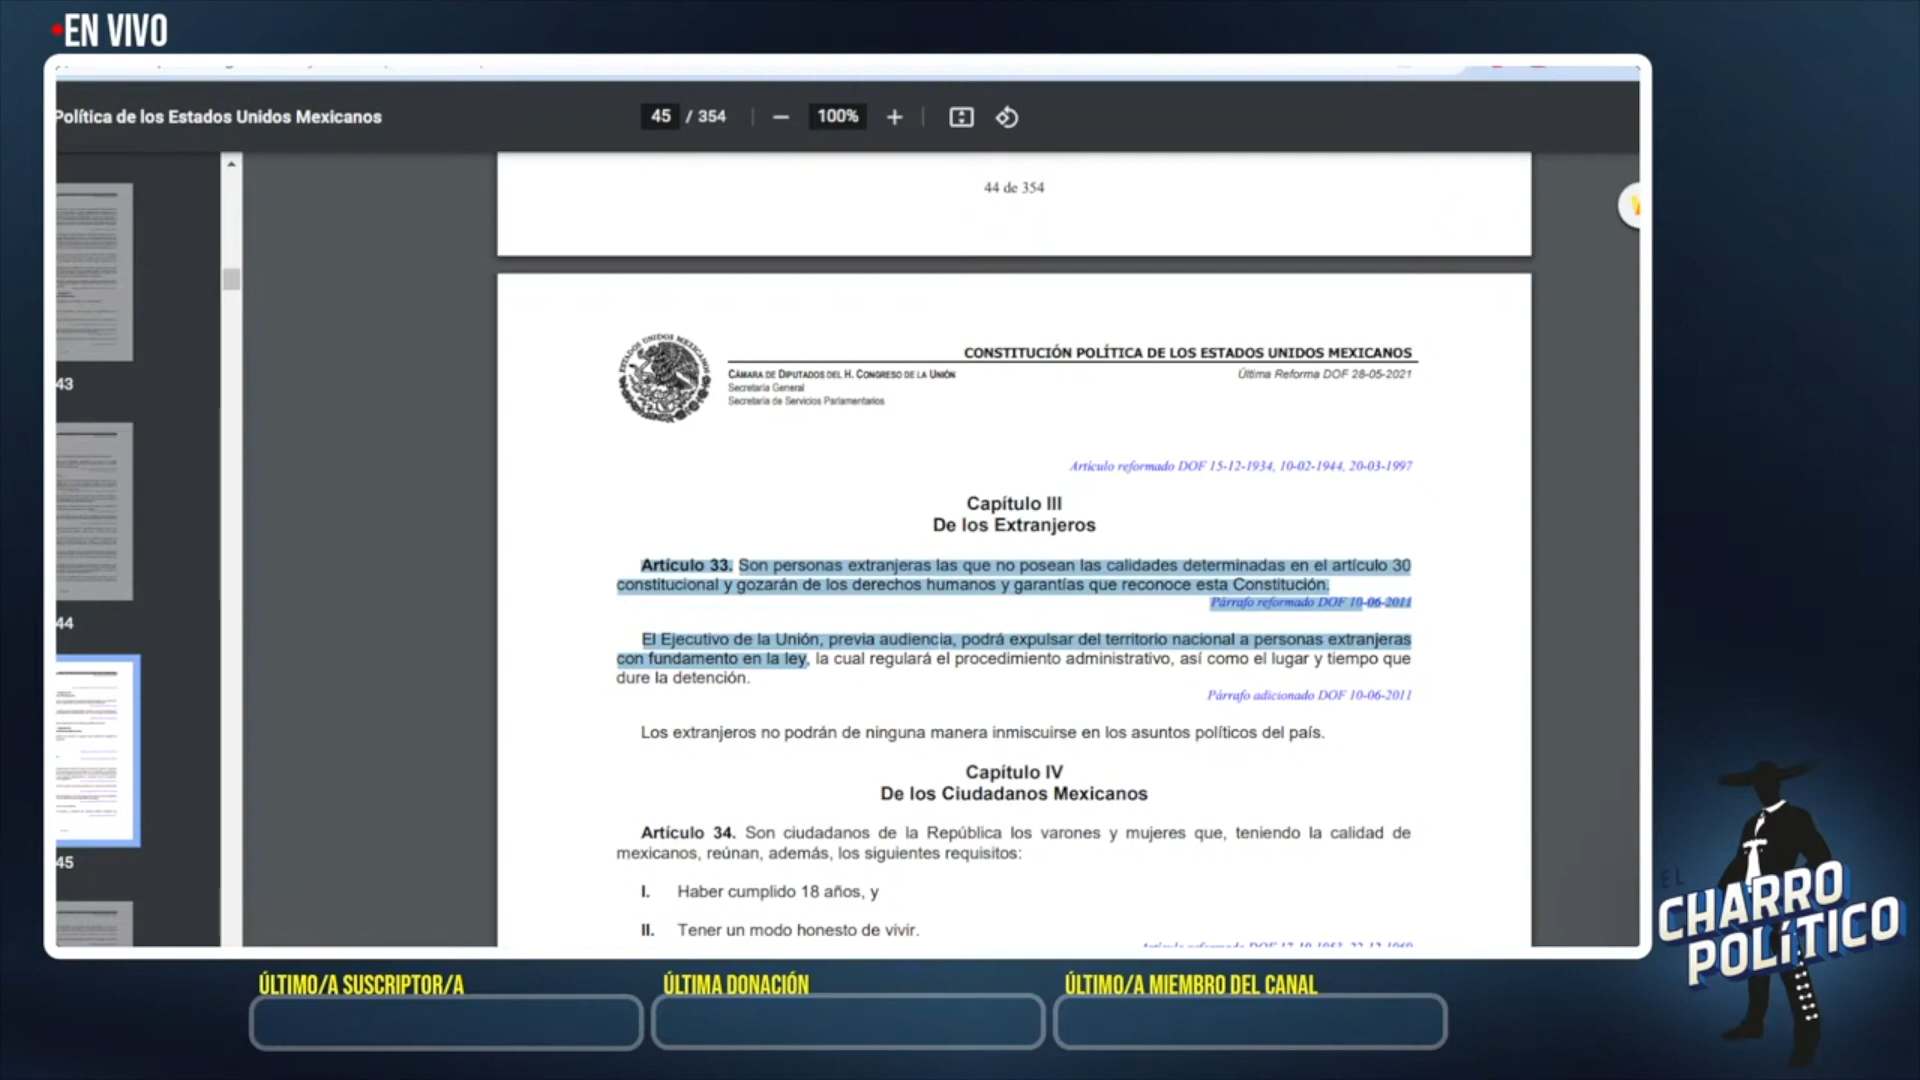 EN VIVO
Política de los Estados Unidos Mexicanos
45 / 354
100%
44 de 354
43
44
45
ESTADOS UNIDOS MEXICANOS
CONSTITUCIÓN POLÍTICA DE LOS ESTADOS UNIDOS MEXICANOS
CÁMARA DE DIPUTADOS DEL H. CONGRESO DE LA UNIÓN
Última Reforma DOF 28-05-2021
Secretaría General
Secretaría de Servicios Parlamentarios
Artículo reformado DOF 15-12-1934, 10-02-1944, 20-03-1997
Capítulo III
De los Extranjeros
Artículo 33. Son personas extranjeras las que no posean las calidades determinadas en el artículo 30
constitucional y gozarán de los derechos humanos y garantías que reconoce esta Constitución.
Párrafo reformado DOF 10-06-2011
El Ejecutivo de la Unión, previa audiencia, podrá expulsar del territorio nacional a personas extranjeras
con fundamento en la ley, la cual regulará el procedimiento administrativo, así como el lugar y tiempo que
dure la detención.
Párrafo adicionado DOF 10-06-2011
Los extranjeros no podrán de ninguna manera inmiscuirse en los asuntos políticos del país.
Capítulo IV
De los Ciudadanos Mexicanos
Artículo 34. Son ciudadanos de la República los varones y mujeres que, teniendo la calidad de
mexicanos, reúnan, además, los siguientes requisitos:
I. Haber cumplido 18 años, y
II. Tener un modo honesto de vivir.
EL
CHARRO
POLÍTICO
ÚLTIMO/A SUSCRIPTOR/A
ÚLTIMA DONACIÓN
ÚLTIMO/A MIEMBRO DEL CANAL